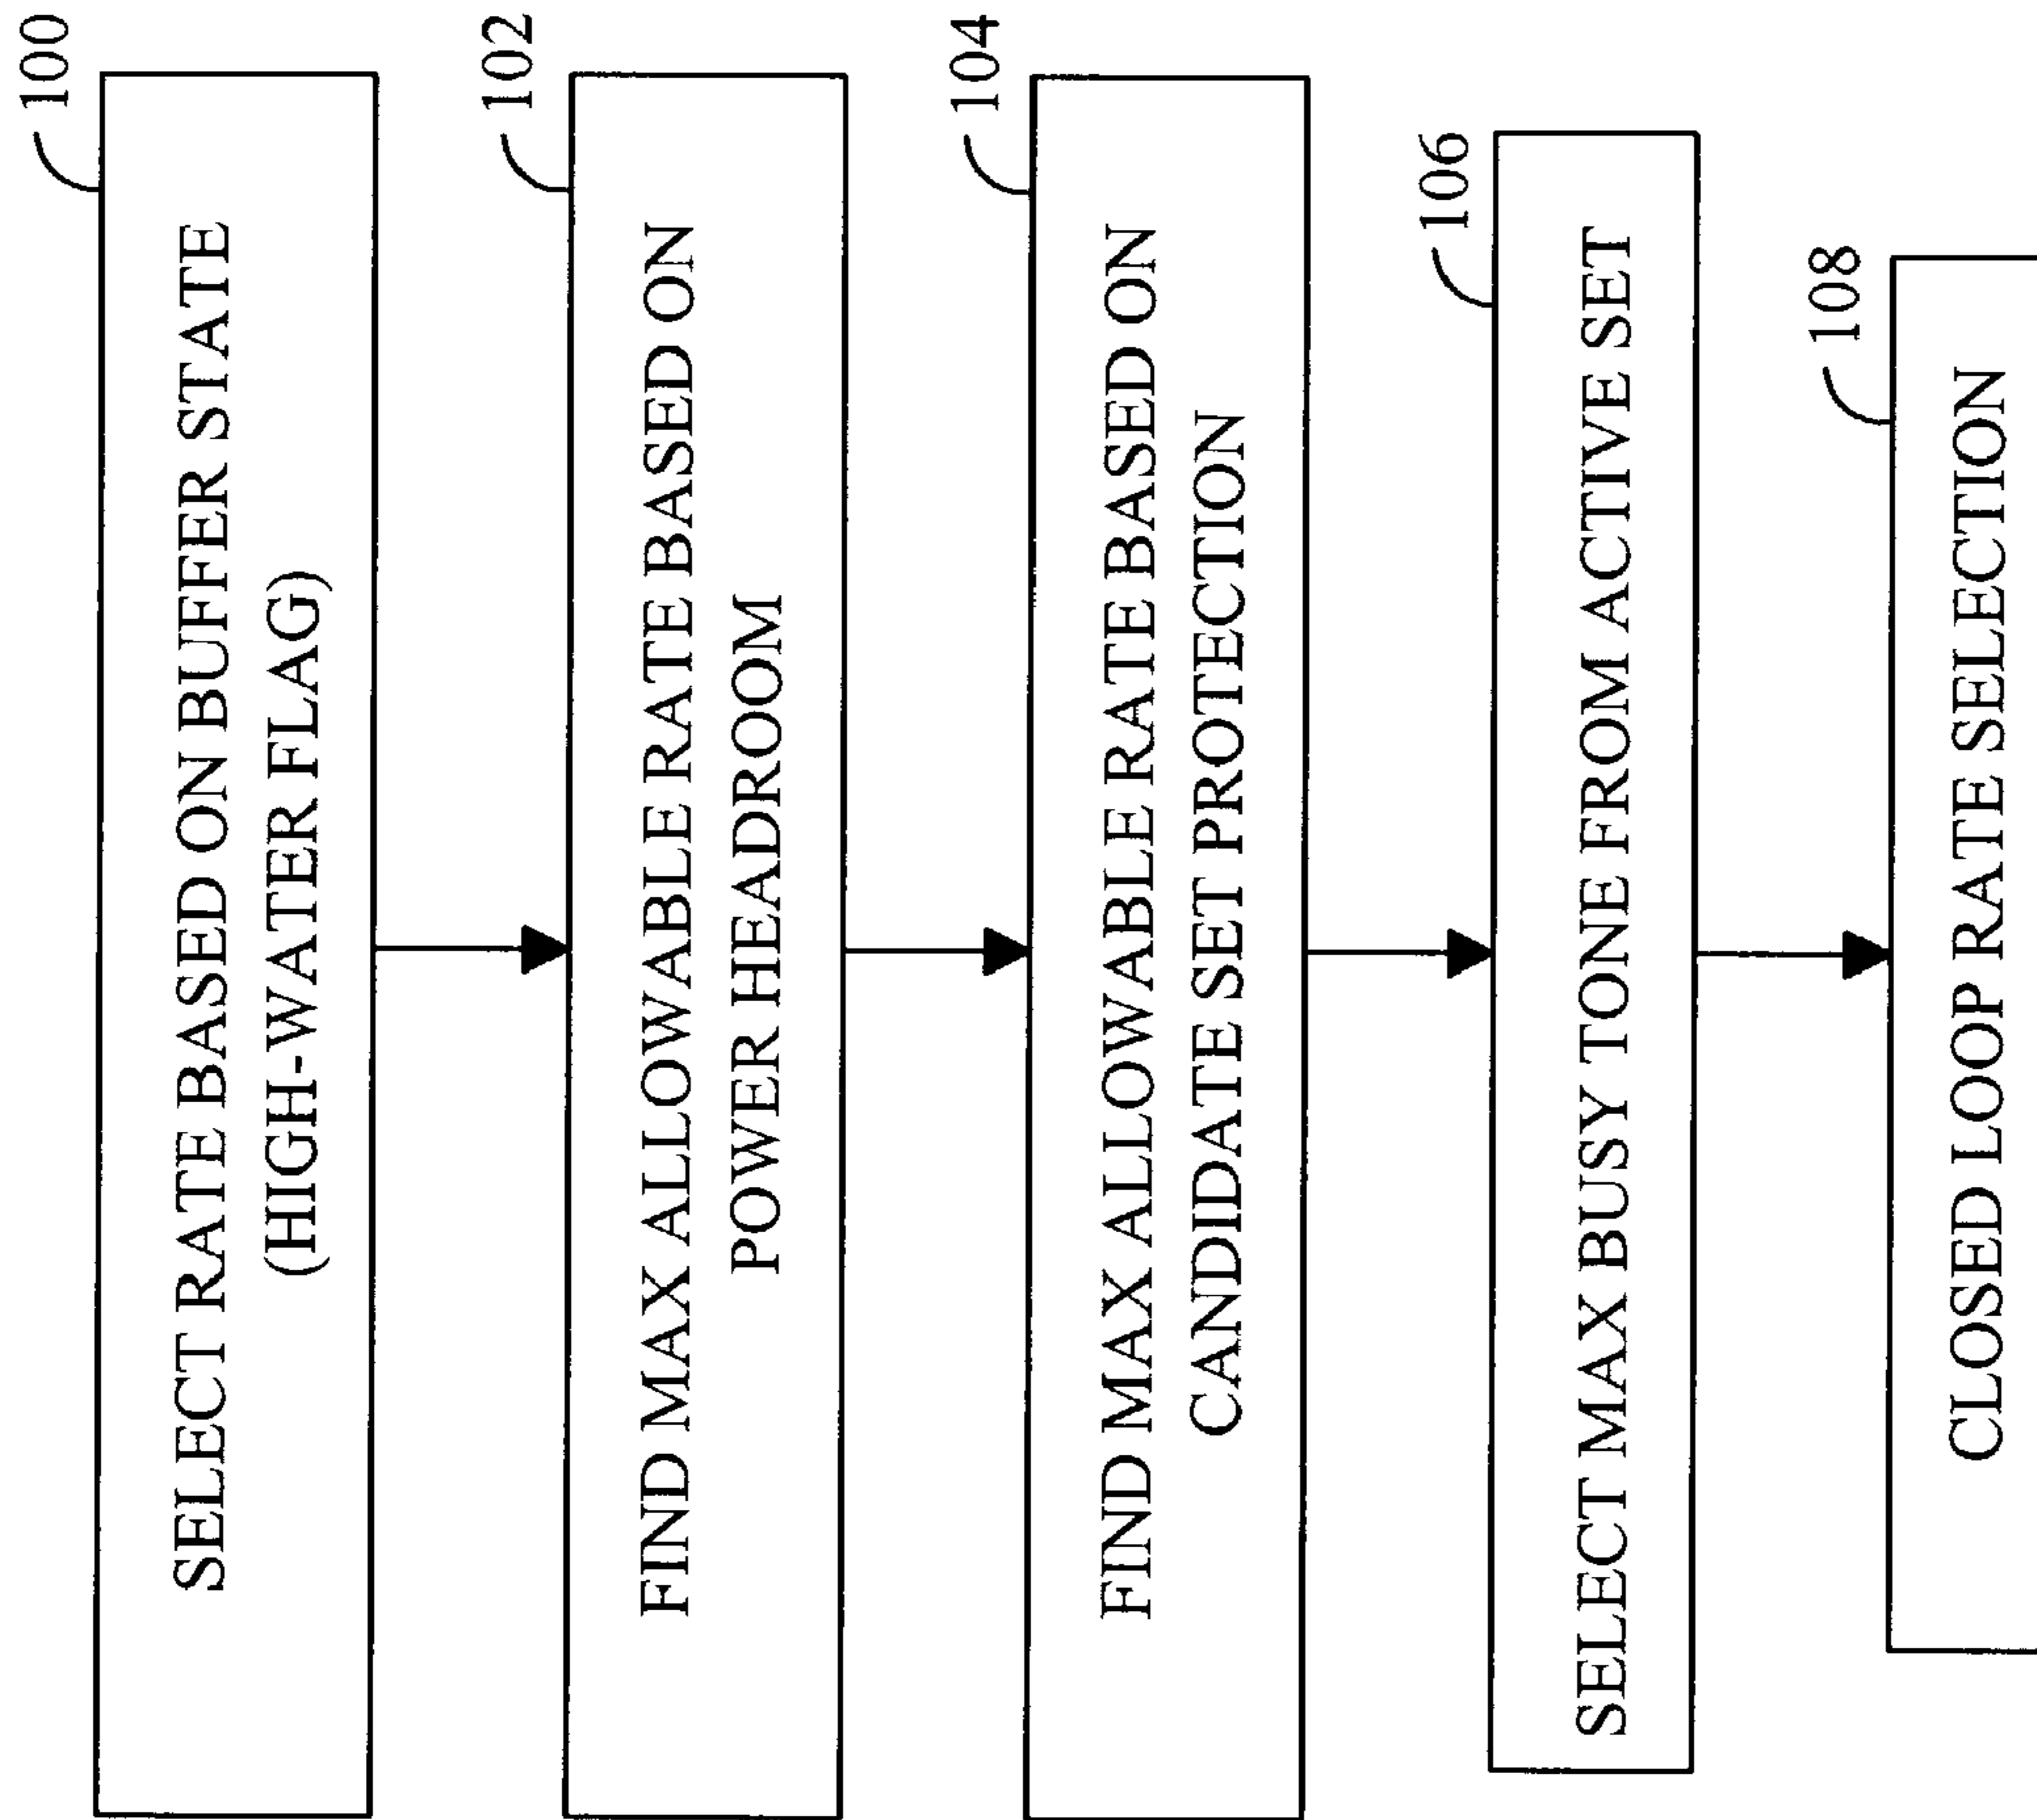 100
SELECT RATE BASED ON BUFFER STATE
(HIGH-WATER FLAG)
102
FIND MAX ALLOWABLE RATE BASED ON
POWER HEADROOM
104
FIND MAX ALLOWABLE RATE BASED ON
CANDIDATE SET PROTECTION
106
SELECT MAX BUSY TONE FROM ACTIVE SET
108
CLOSED LOOP RATE SELECTION